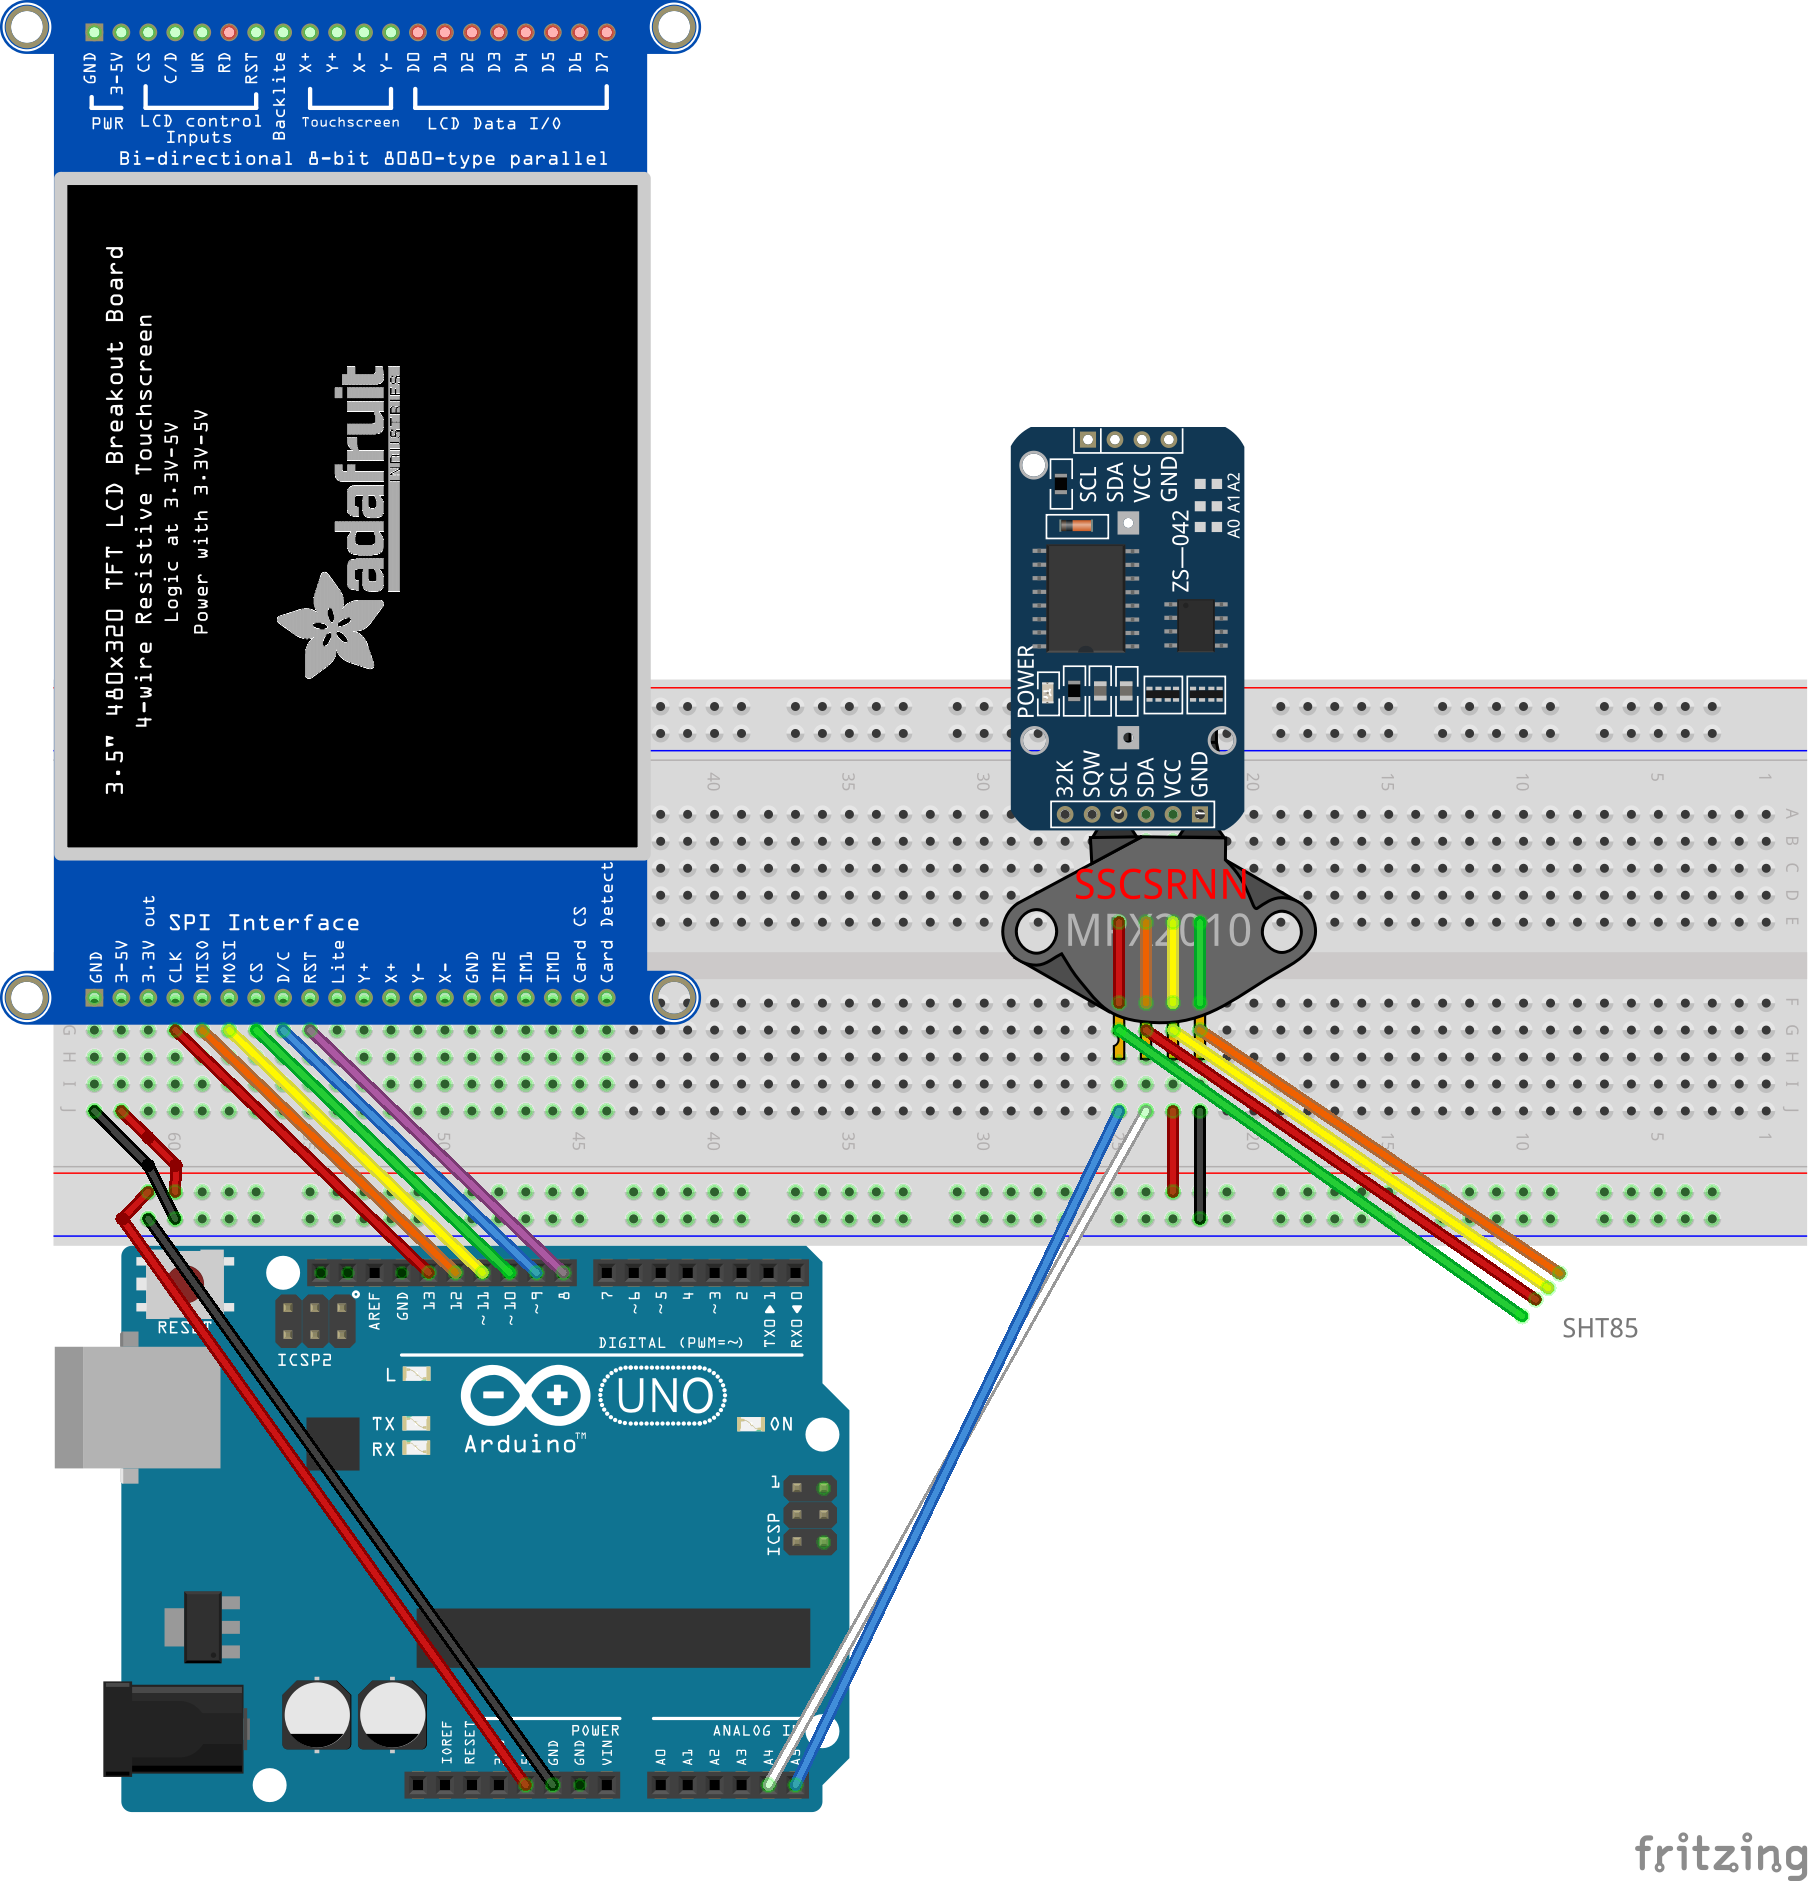 GND 3-5V CS C/D WR RD RST Backlite X+ Y+ X- Y- D0 D1 D2 D3 D4 D5 D6 D7
PWR LCD control Inputs Touchscreen LCD Data I/O
Bi-directional 8-bit 8080-type parallel
3.5" 480x320 TFT LCD Breakout Board
4-wire Resistive Touchscreen
Logic at 3.3V-5V
Power with 3.3V-5V
adafruit
INDUSTRIES
SPI Interface
GND 3-5V 3.3V out CLK MISO MOSI CS D/C RST Lite Y+ X+ Y- X- GND IM2 IM1 IM0 Card CS Card Detect
SCL SDA VCC GND
A0 A1 A2
ZS-042
POWER
32K SQW SCL SDA VCC GND
40 35 30 20 15 10 5 1
A
B
C
D
E
SSCSRNN
MPX2010
F
G G
H H
I I
J J
60 50 45 40 35 30 20 15 10 5 1
SHT85
RESET
ICSP2
AREF GND 13 12 ~11 ~10 ~9 8 7 ~6 ~5 4 ~3 2 TX0▶1 RX0◀0
DIGITAL (PWM=~)
L
TX
RX
UNO
Arduino™
ON
1
ICSP
POWER
ANALOG
IOREF RESET GND GND VIN A0 A1 A2 A3 A4 A5
fritzing